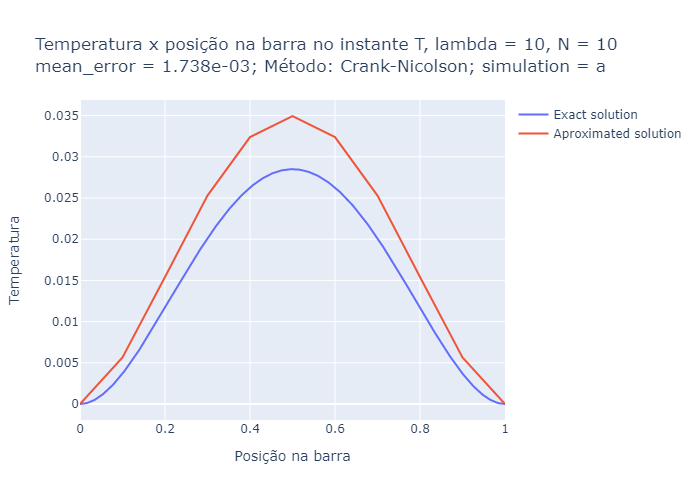 Temperatura x posição na barra no instante T, lambda = 10, N = 10
mean_error = 1.738e-03; Método: Crank-Nicolson; simulation = a
Exact solution
Aproximated solution
Temperatura
0.035
0.03
0.025
0.02
0.015
0.01
0.005
0
0
0.2
0.4
0.6
0.8
1
Posição na barra